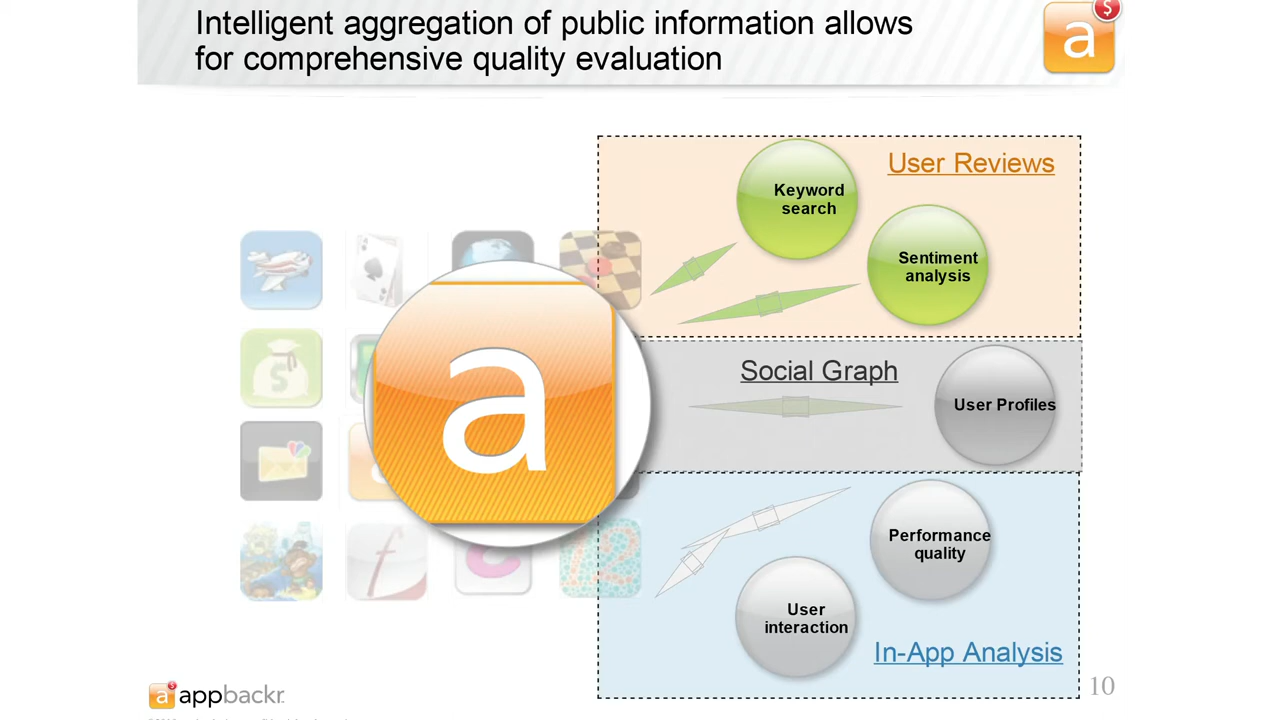 Intelligent aggregation of public information allows
for comprehensive quality evaluation
a
$
User Reviews
Keyword
search
Sentiment
analysis
Social Graph
User Profiles
a
$
Performance
quality
User
interaction
In-App Analysis
a
$
appbackr
10